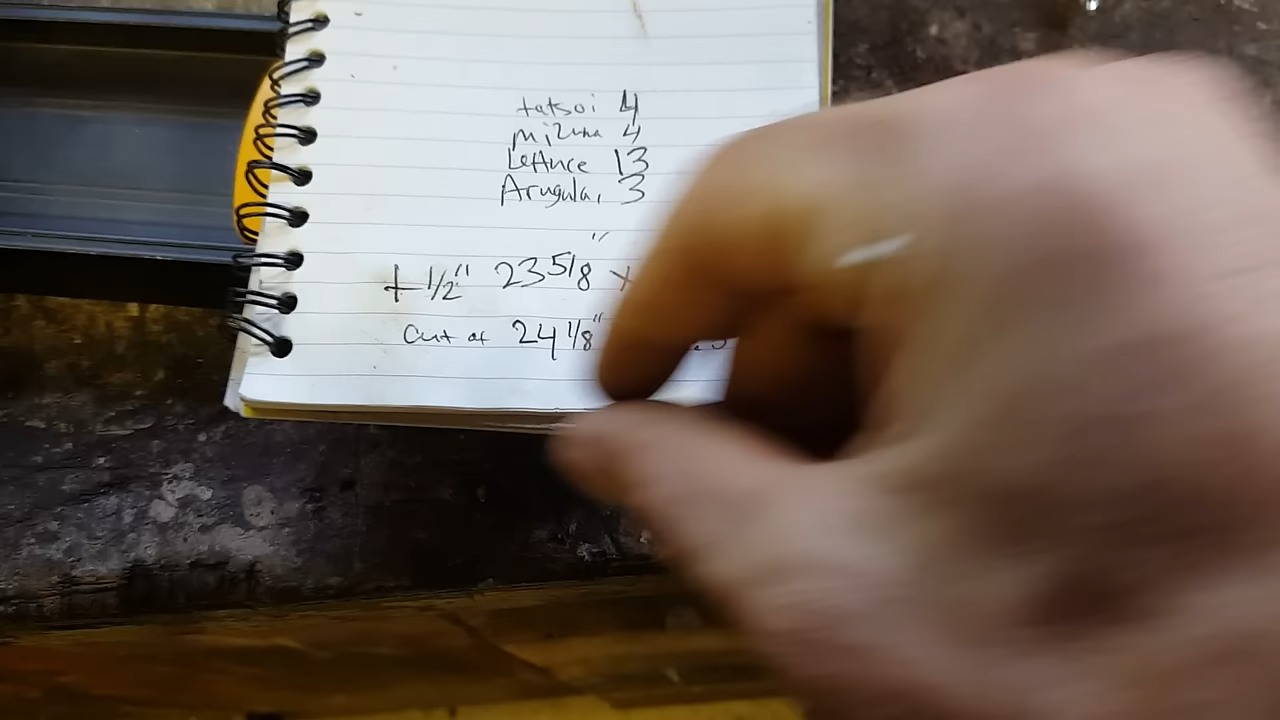 tatsoi 4
mizuna 4
Lettuce 13
Arugula, 3
+ 1/2" 23 5/8" x
Cut at 24 1/8"